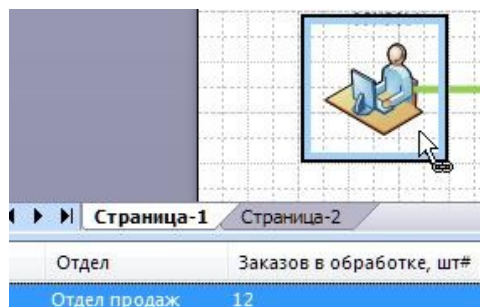 Страница-1 Страница-2
Отдел Заказов в обработке, шт#
Отдел продаж 12